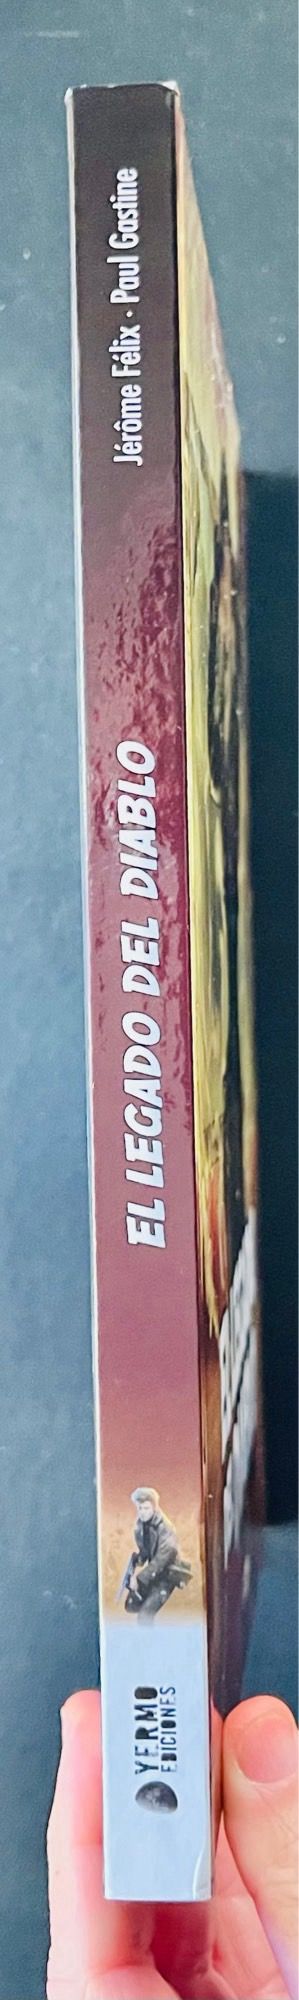 Jérôme Félix · Paul Gastine
EL LEGADO DEL DIABLO
YERMO
EDICIONES